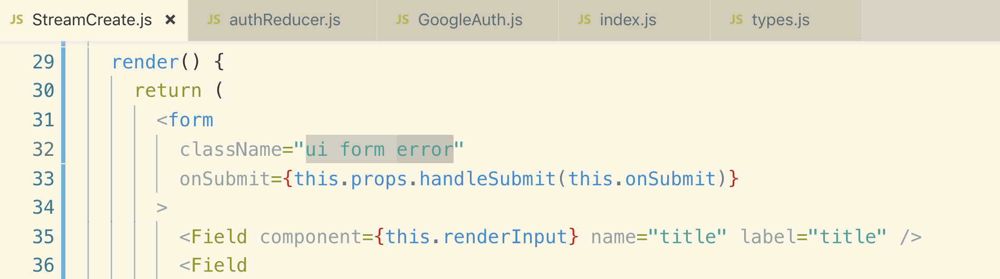 JS StreamCreate.js × JS authReducer.js JS GoogleAuth.js JS index.js JS types.js
29 render() {
30 return (
31 <form
32 className="ui form error"
33 onSubmit={this.props.handleSubmit(this.onSubmit)}
34 >
35 <Field component={this.renderInput} name="title" label="title" />
36 <Field